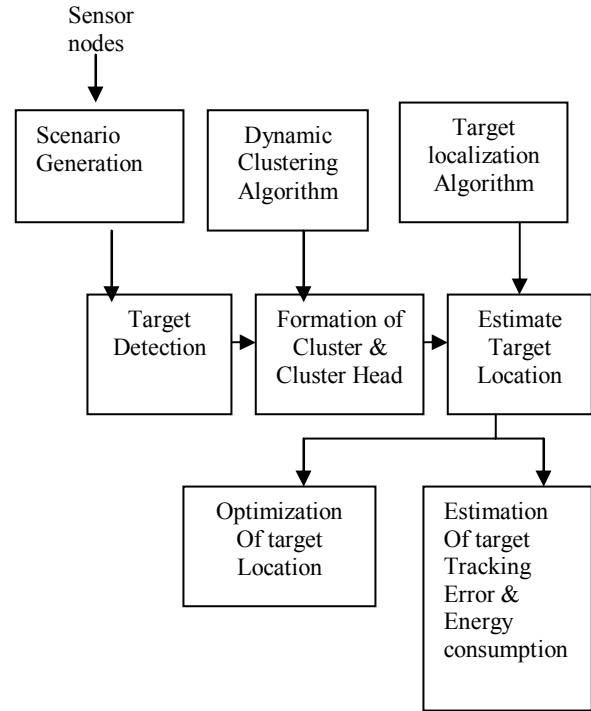 Sensor
nodes
Scenario
Generation
Dynamic
Clustering
Algorithm
Target
localization
Algorithm
Target
Detection
Formation of
Cluster &
Cluster Head
Estimate
Target
Location
Optimization
Of target
Location
Estimation
Of target
Tracking
Error &
Energy
consumption